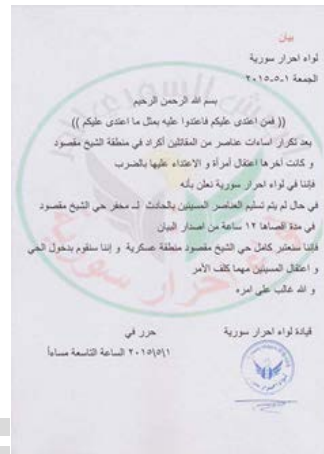 بيان
لواء احرار سورية
الجمعة ١-٥-٢٠١٥
بسم الله الرحمن الرحيم
(( فمن اعتدى عليكم فاعتدوا عليه بمثل ما اعتدى عليكم ))
بعد تكرار اساءات عناصر من المقاتلين أكراد في منطقة الشيخ مقصود
و كانت أخرها اعتقال أمرأة و الاعتداء عليها بالضرب
فإننا في لواء احرار سورية نعلن بأنه
في حال لم يتم تسليم العناصر المسيئين بالحادث لـ مخفر حي الشيخ مقصود
في مدة اقصاها ١٢ ساعة من اصدار البيان
فإننا سنعتبر كامل حي الشيخ مقصود منطقة عسكرية و إننا سنقوم بدخول الحي
و اعتقال المسيئين مهما كلف الأمر
و الله غالب على امره
قيادة لواء احرار سورية
حرر في
٢٠١٥\٥\١ الساعة التاسعة مساءاً